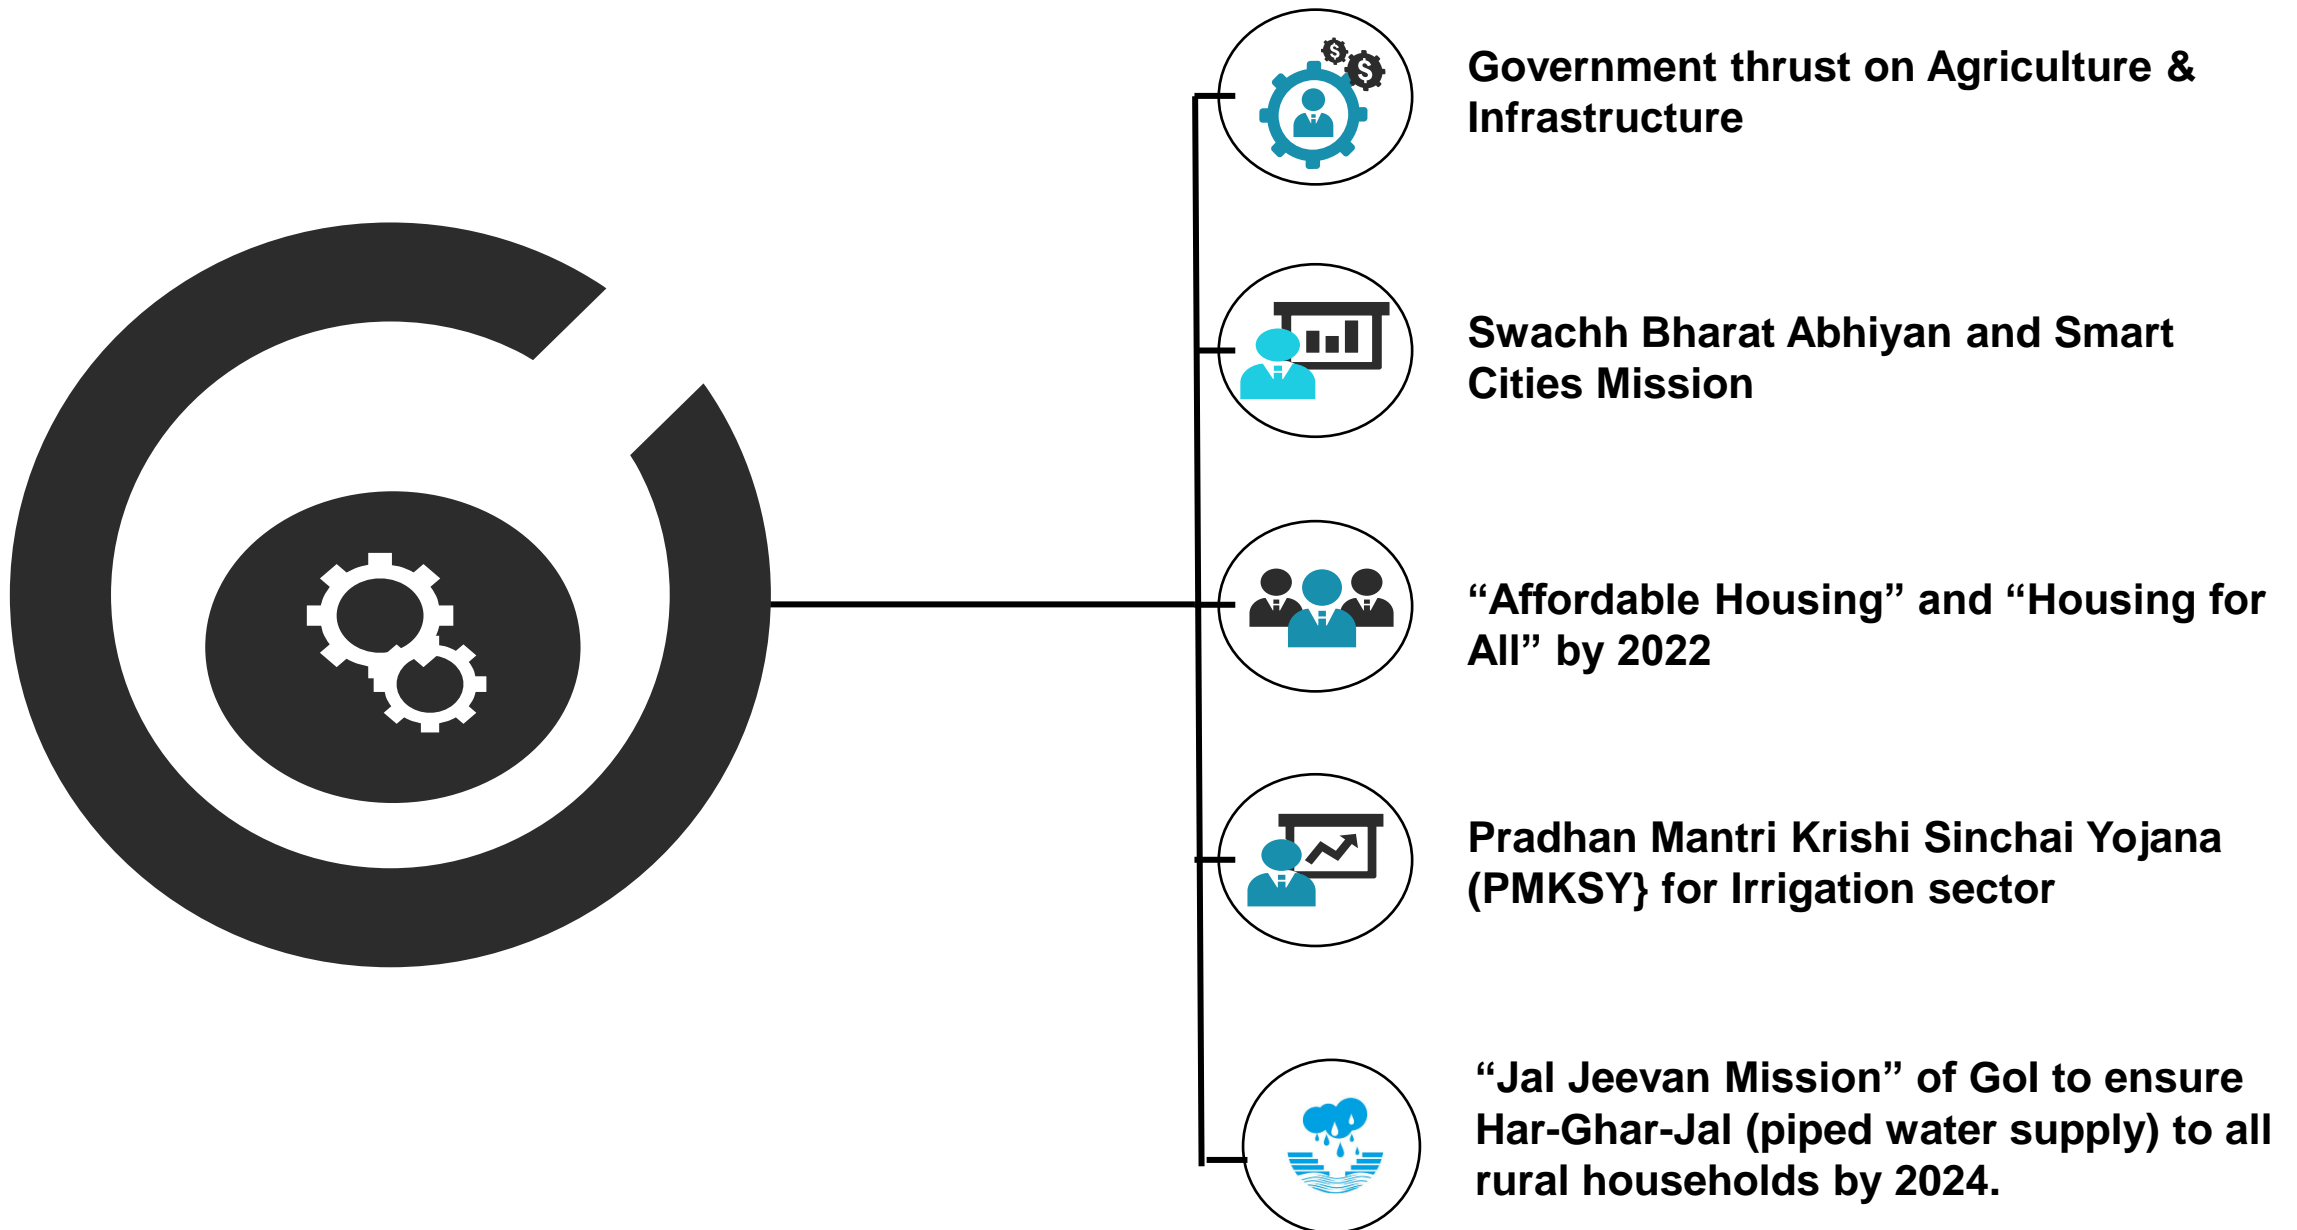 Government thrust on Agriculture &
Infrastructure
Swachh Bharat Abhiyan and Smart
Cities Mission
“Affordable Housing” and “Housing for
All” by 2022
Pradhan Mantri Krishi Sinchai Yojana
(PMKSY} for Irrigation sector
“Jal Jeevan Mission” of GoI to ensure
Har-Ghar-Jal (piped water supply) to all
rural households by 2024.